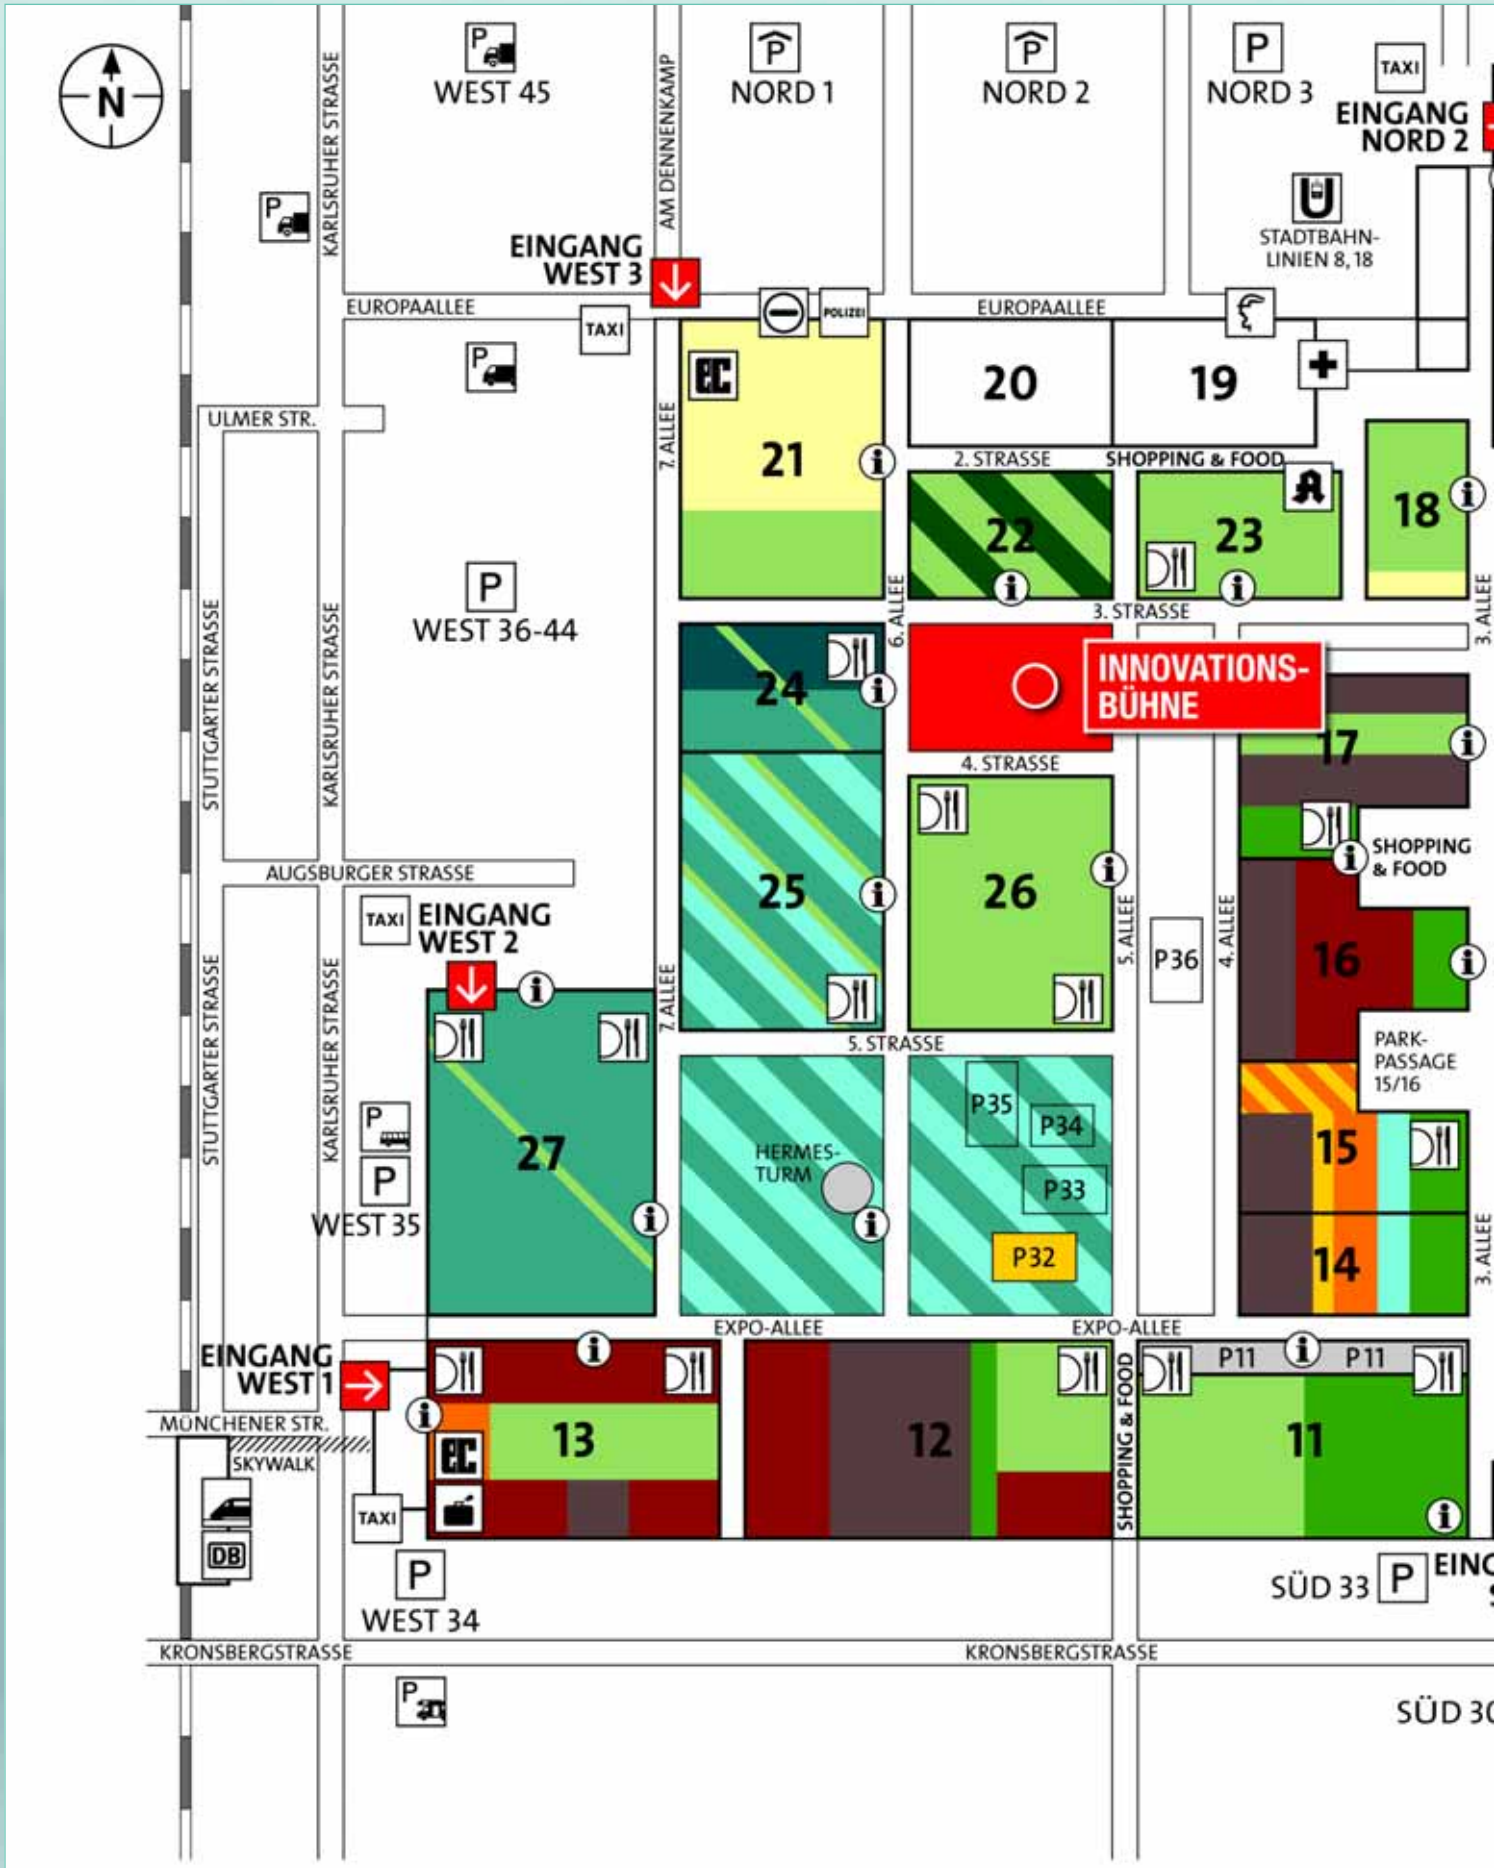 WEST 45
NORD 1
NORD 2
NORD 3
P
P
P
P
TAXI
EINGANG
NORD 2
N
KARLSRUHER STRASSE
AM DENNENKAMP
P
U
STADTBAHN-
LINIEN 8, 18
EINGANG
WEST 3
EUROPAALLEE
TAXI
POLIZEI
EUROPAALLEE
P
EC
20
19
ULMER STR.
7. ALLEE
21
i
2. STRASSE
SHOPPING & FOOD
A
18
i
22
23
i
i
P
WEST 36-44
STUTTGARTER STRASSE
KARLSRUHER STRASSE
6. ALLEE
3. STRASSE
3. ALLEE
24
i
INNOVATIONS-
BÜHNE
17
i
4. STRASSE
AUGSBURGER STRASSE
25
i
26
i
i
SHOPPING
& FOOD
TAXI
EINGANG
WEST 2
i
5. ALLEE
P36
4. ALLEE
16
i
STUTTGARTER STRASSE
KARLSRUHER STRASSE
7. ALLEE
5. STRASSE
PARK-
PASSAGE
15/16
P
P
WEST 35
27
i
HERMES-
TURM
i
P35
P34
P33
P32
15
14
3. ALLEE
EXPO-ALLEE
EXPO-ALLEE
EINGANG
WEST 1
i
i
P11
i
P11
MÜNCHENER STR.
SKYWALK
13
EC
12
SHOPPING & FOOD
11
i
TAXI
DB
P
WEST 34
SÜD 33
P
KRONSBERGSTRASSE
KRONSBERGSTRASSE
P